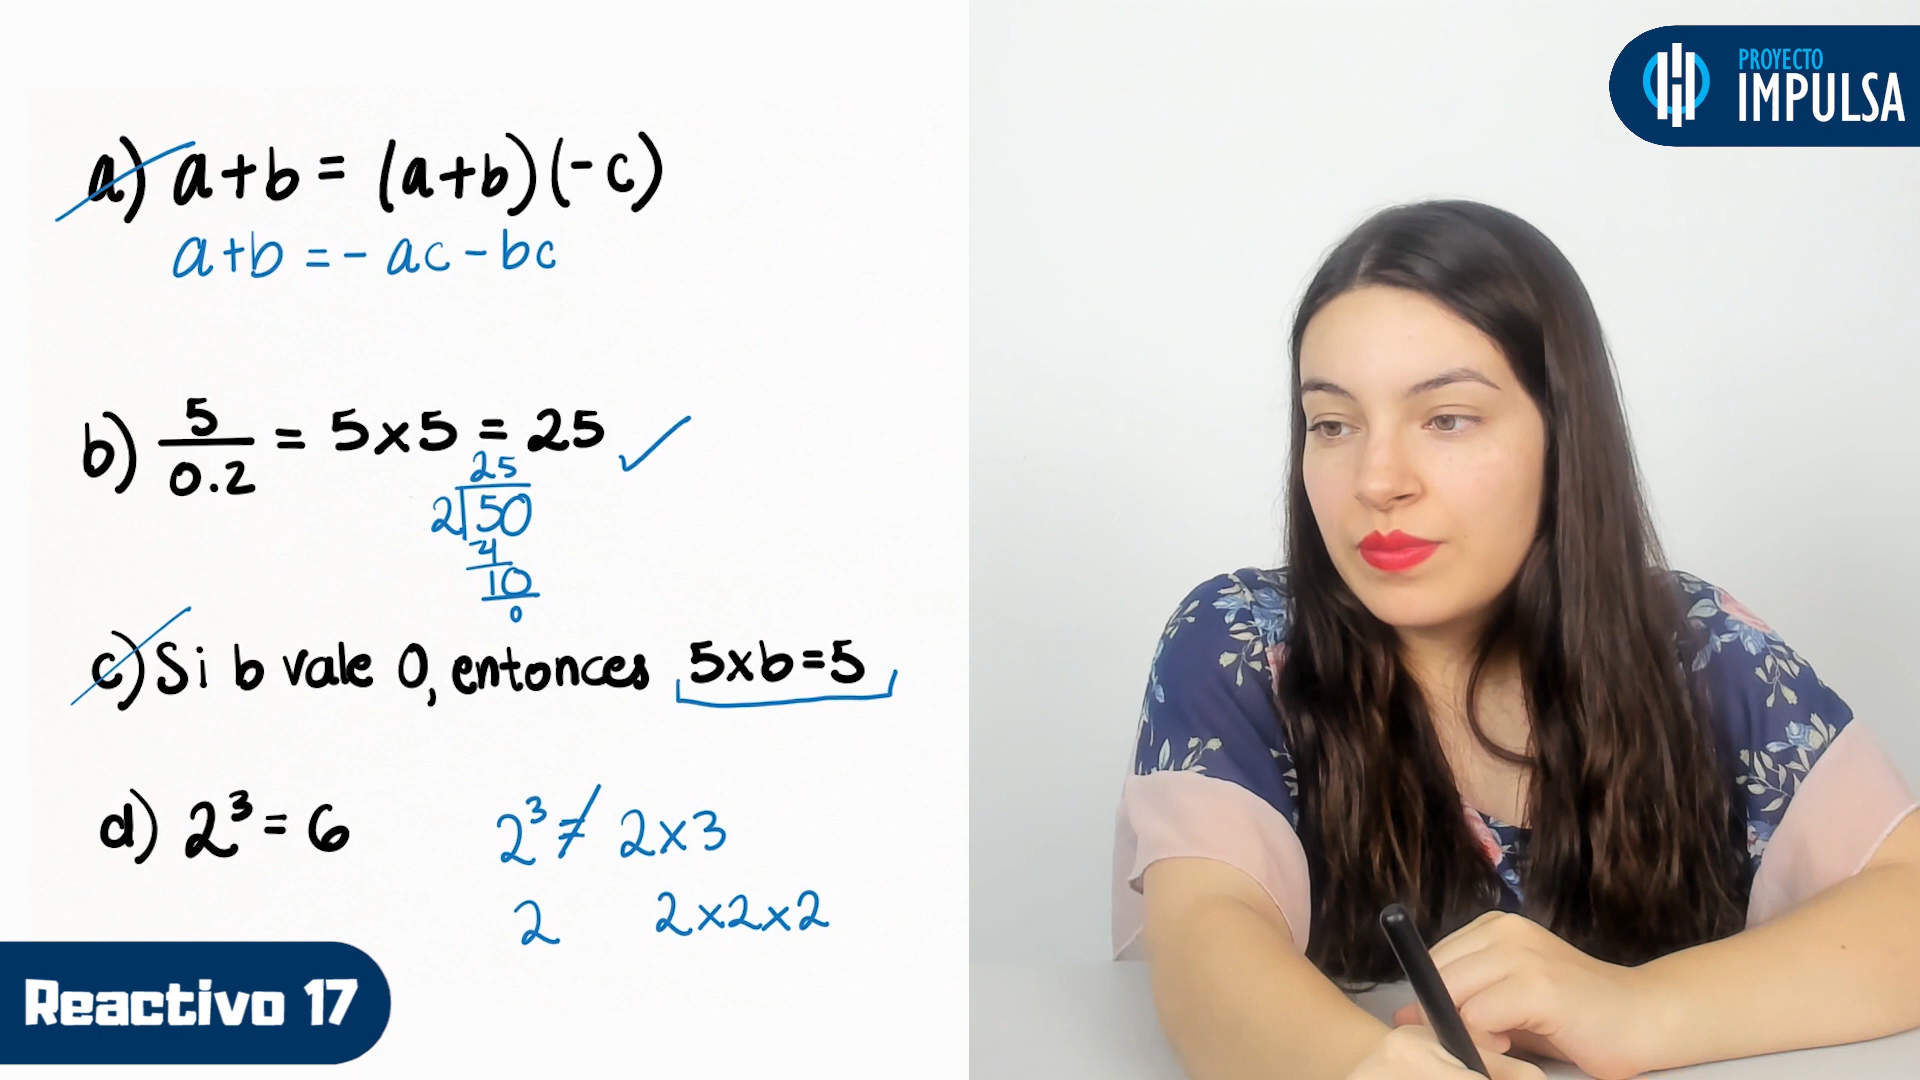 PROYECTO
IMPULSA
a) a+b = (a+b)(-c)
a+b = - ac - bc
b) 5/0.2 = 5x5 = 25
25
2 50
4
10
0
c) Si b vale 0, entonces 5xb=5
d) 2³ = 6
2³ ≠ 2x3
2 2x2x2
Reactivo 17